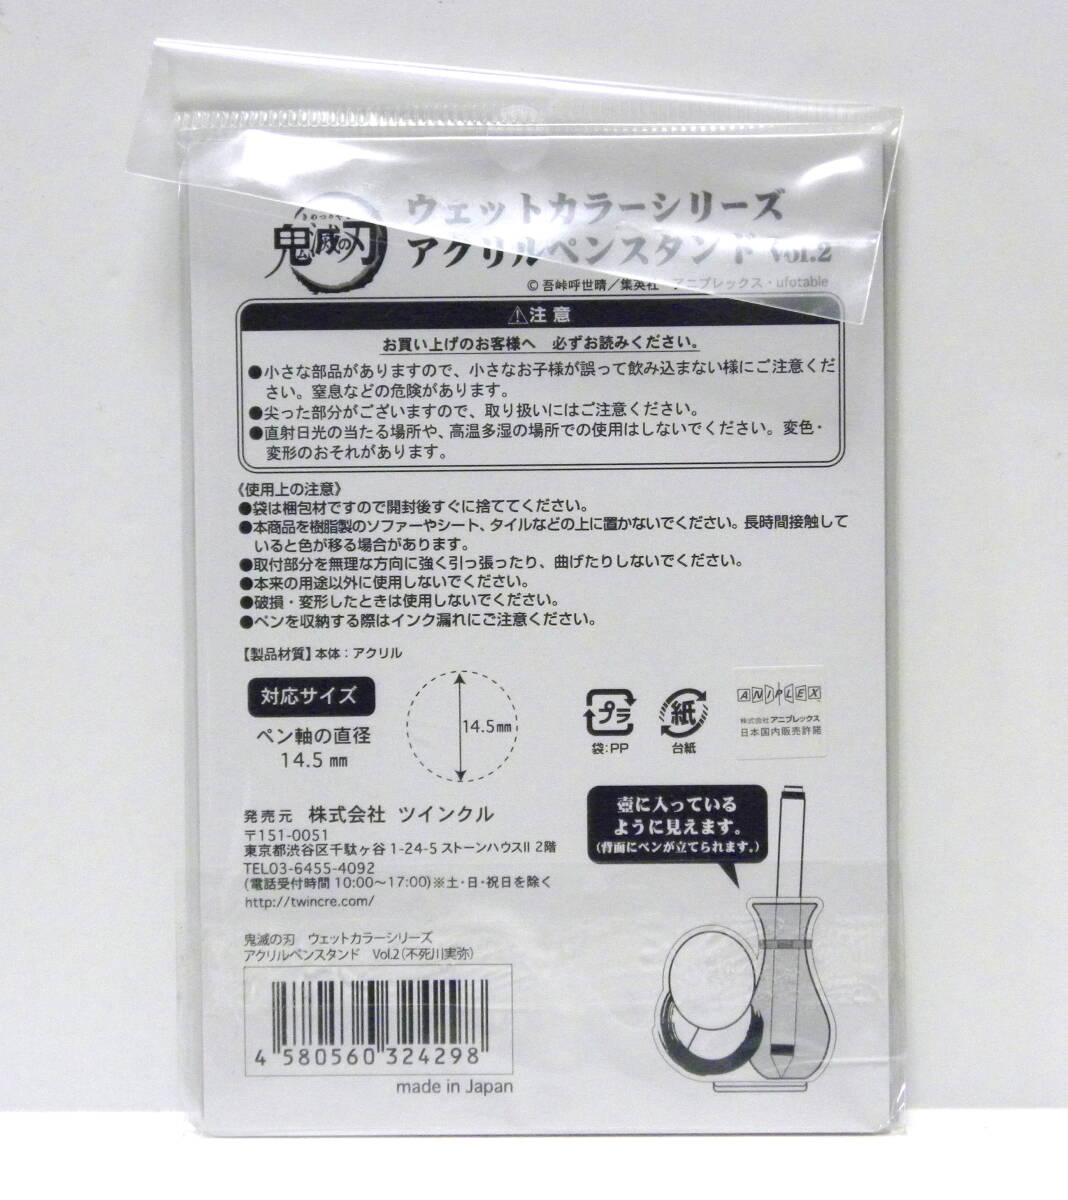 きめつのやいば
鬼滅の刃
ウェットカラーシリーズ
アクリルペンスタンド Vol.2
©吾峠呼世晴／集英社・アニプレックス・ufotable
⚠注意
お買い上げのお客様へ 必ずお読みください。
●小さな部品がありますので、小さなお子様が誤って飲み込まない様にご注意くだ
さい。窒息などの危険があります。
●尖った部分がございますので、取り扱いにはご注意ください。
●直射日光の当たる場所や、高温多湿の場所での使用はしないでください。変色・
変形のおそれがあります。
《使用上の注意》
●袋は梱包材ですので開封後すぐに捨ててください。
●本商品を樹脂製のソファーやシート、タイルなどの上に置かないでください。長時間接触して
いると色が移る場合があります。
●取付部分を無理な方向に強く引っ張ったり、曲げたりしないでください。
●本来の用途以外に使用しないでください。
●破損・変形したときは使用しないでください。
●ペンを収納する際はインク漏れにご注意ください。
【製品材質】本体：アクリル
対応サイズ
ペン軸の直径
14.5㎜
14.5㎜
プラ
袋:PP
紙
台紙
ANIPLEX
株式会社アニプレックス
日本国内販売許諾
壺に入っている
ように見えます。
(背面にペンが立てられます。)
発売元 株式会社 ツインクル
〒151-0051
東京都渋谷区千駄ヶ谷1-24-5 ストーンハウスII 2階
TEL03-6455-4092
(電話受付時間 10:00〜17:00)※土・日・祝日を除く
http://twincre.com/
鬼滅の刃 ウェットカラーシリーズ
アクリルペンスタンド Vol.2(不死川実弥)
4 580560 324298
made in Japan